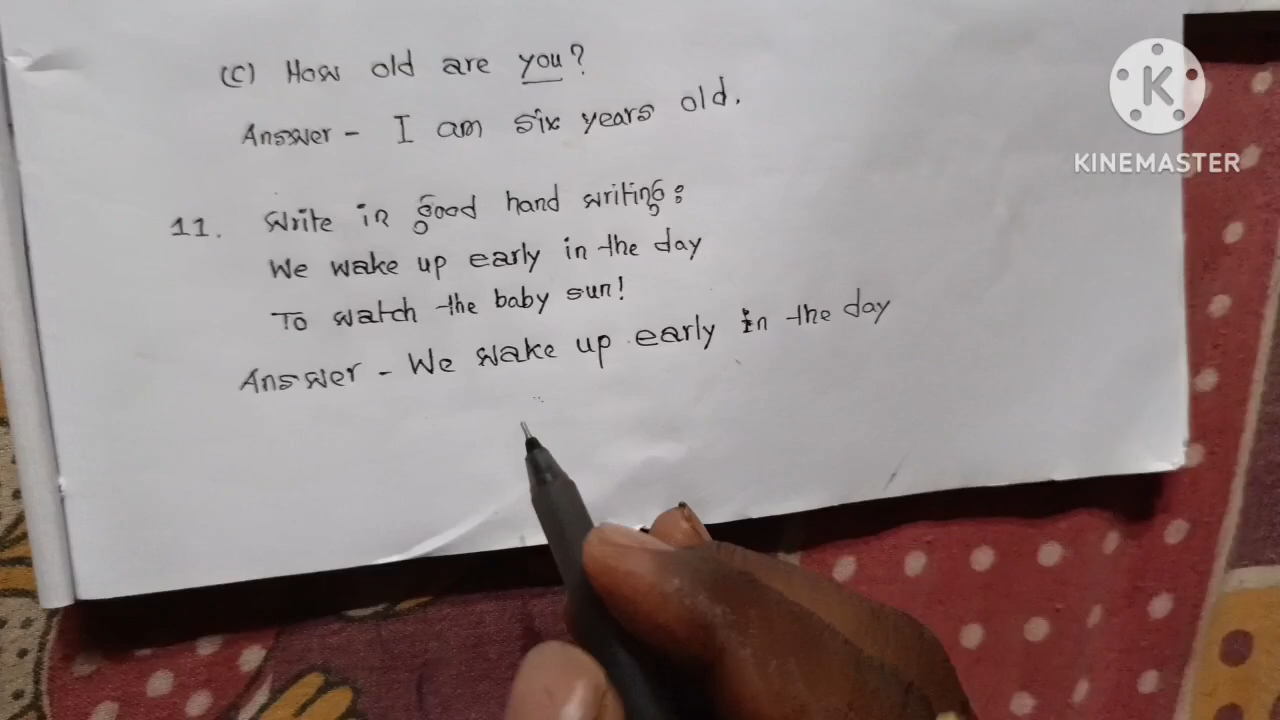 (C) How old are you?
Answer - I am six years old.
11. Write in good hand writing:
We wake up early in the day
To watch the baby sun!
Answer - We wake up early in the day
K
KINEMASTER